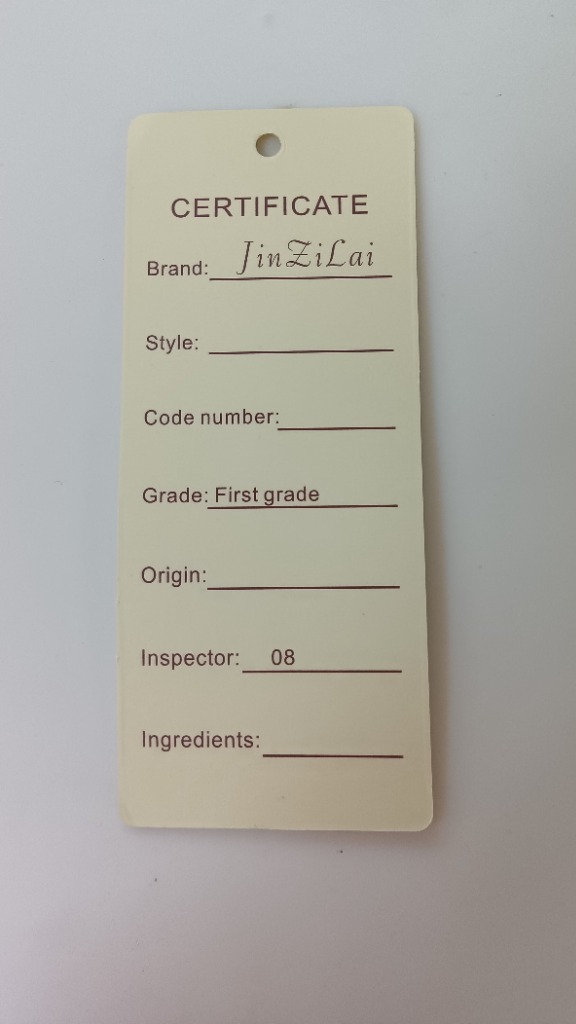 CERTIFICATE
Brand: JinZiLai
Style:
Code number:
Grade: First grade
Origin:
Inspector: 08
Ingredients: